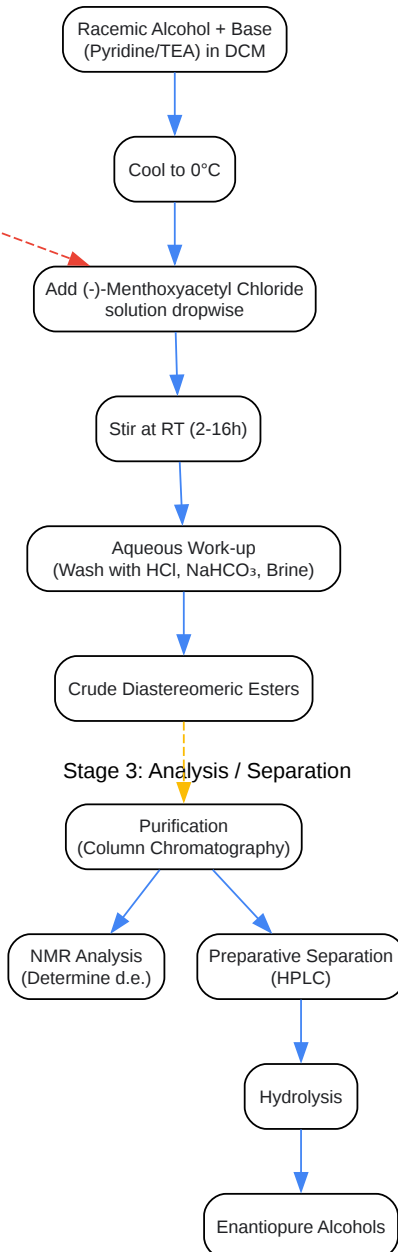 Racemic Alcohol + Base
(Pyridine/TEA) in DCM
Cool to 0°C
Add (-)-Menthoxyacetyl Chloride
solution dropwise
Stir at RT (2-16h)
Aqueous Work-up
(Wash with HCl, NaHCO₃, Brine)
Crude Diastereomeric Esters
Stage 3: Analysis / Separation
Purification
(Column Chromatography)
NMR Analysis
(Determine d.e.)
Preparative Separation
(HPLC)
Hydrolysis
Enantiopure Alcohols